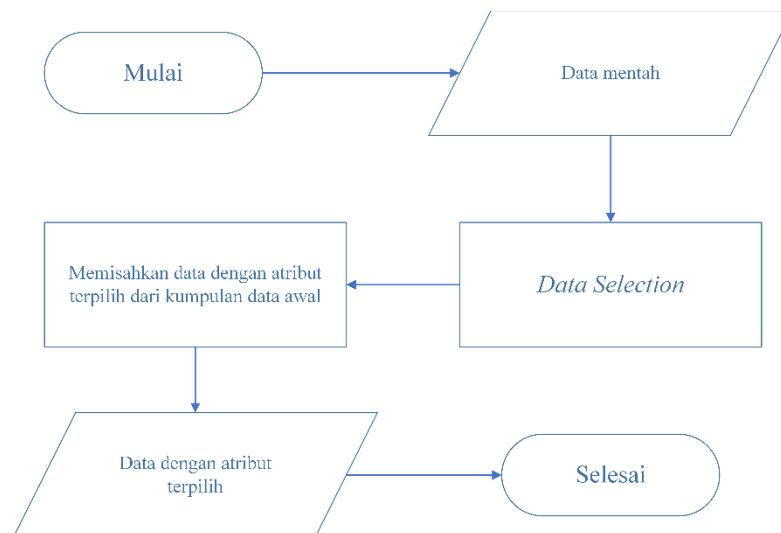 Mulai
Data mentah
Data Selection
Memisahkan data dengan atribut
terpilih dari kumpulan data awal
Data dengan atribut
terpilih
Selesai